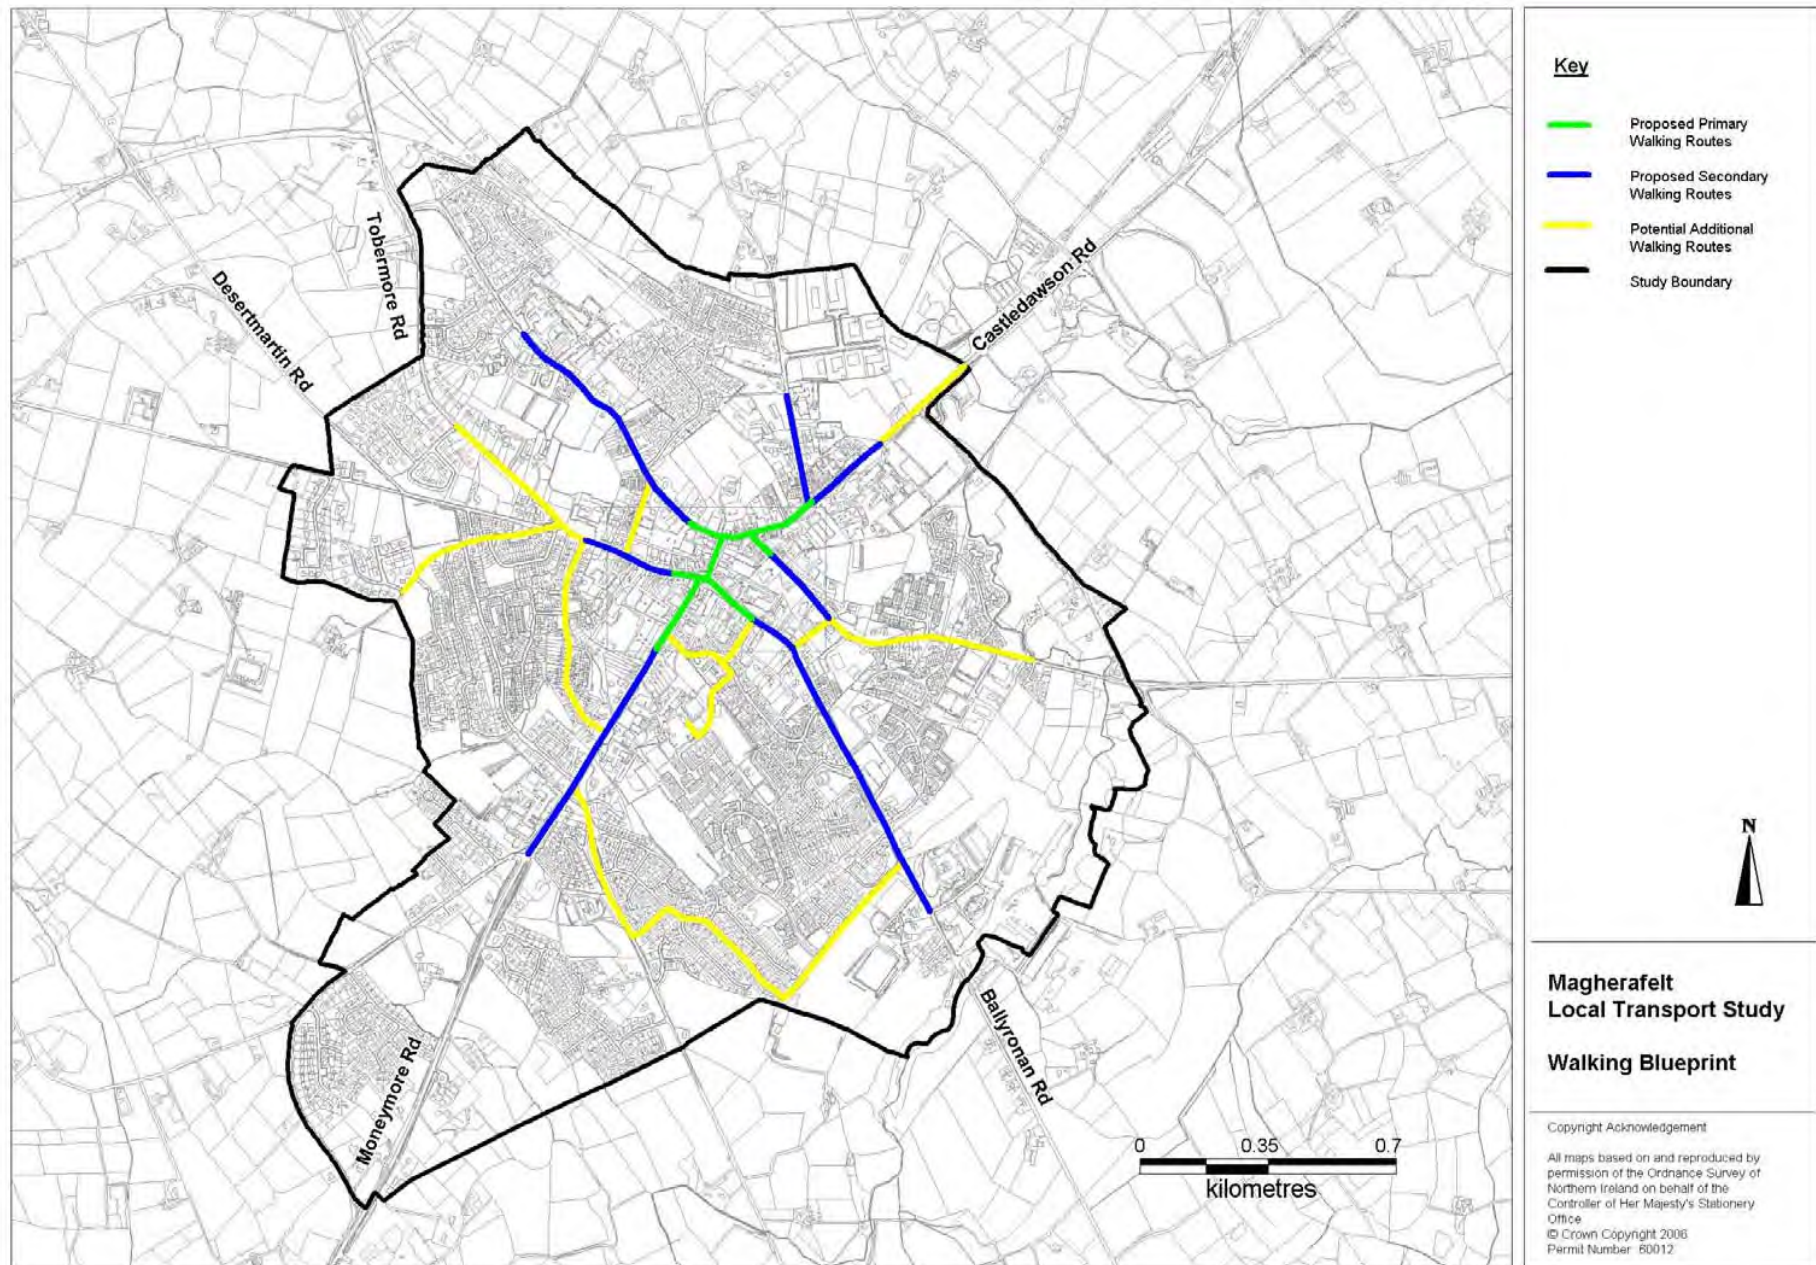 Tobermore Rd
Desertmartin Rd
Castledawson Rd
Moneymore Rd
Ballyronan Rd
0 0.35 0.7
kilometres
Key
Proposed Primary
Walking Routes
Proposed Secondary
Walking Routes
Potential Additional
Walking Routes
Study Boundary
N
Magherafelt
Local Transport Study
Walking Blueprint
Copyright Acknowledgement
All maps based on and reproduced by
permission of the Ordnance Survey of
Northern Ireland on behalf of the
Controller of Her Majesty's Stationery
Office
© Crown Copyright 2006
Permit Number 60012